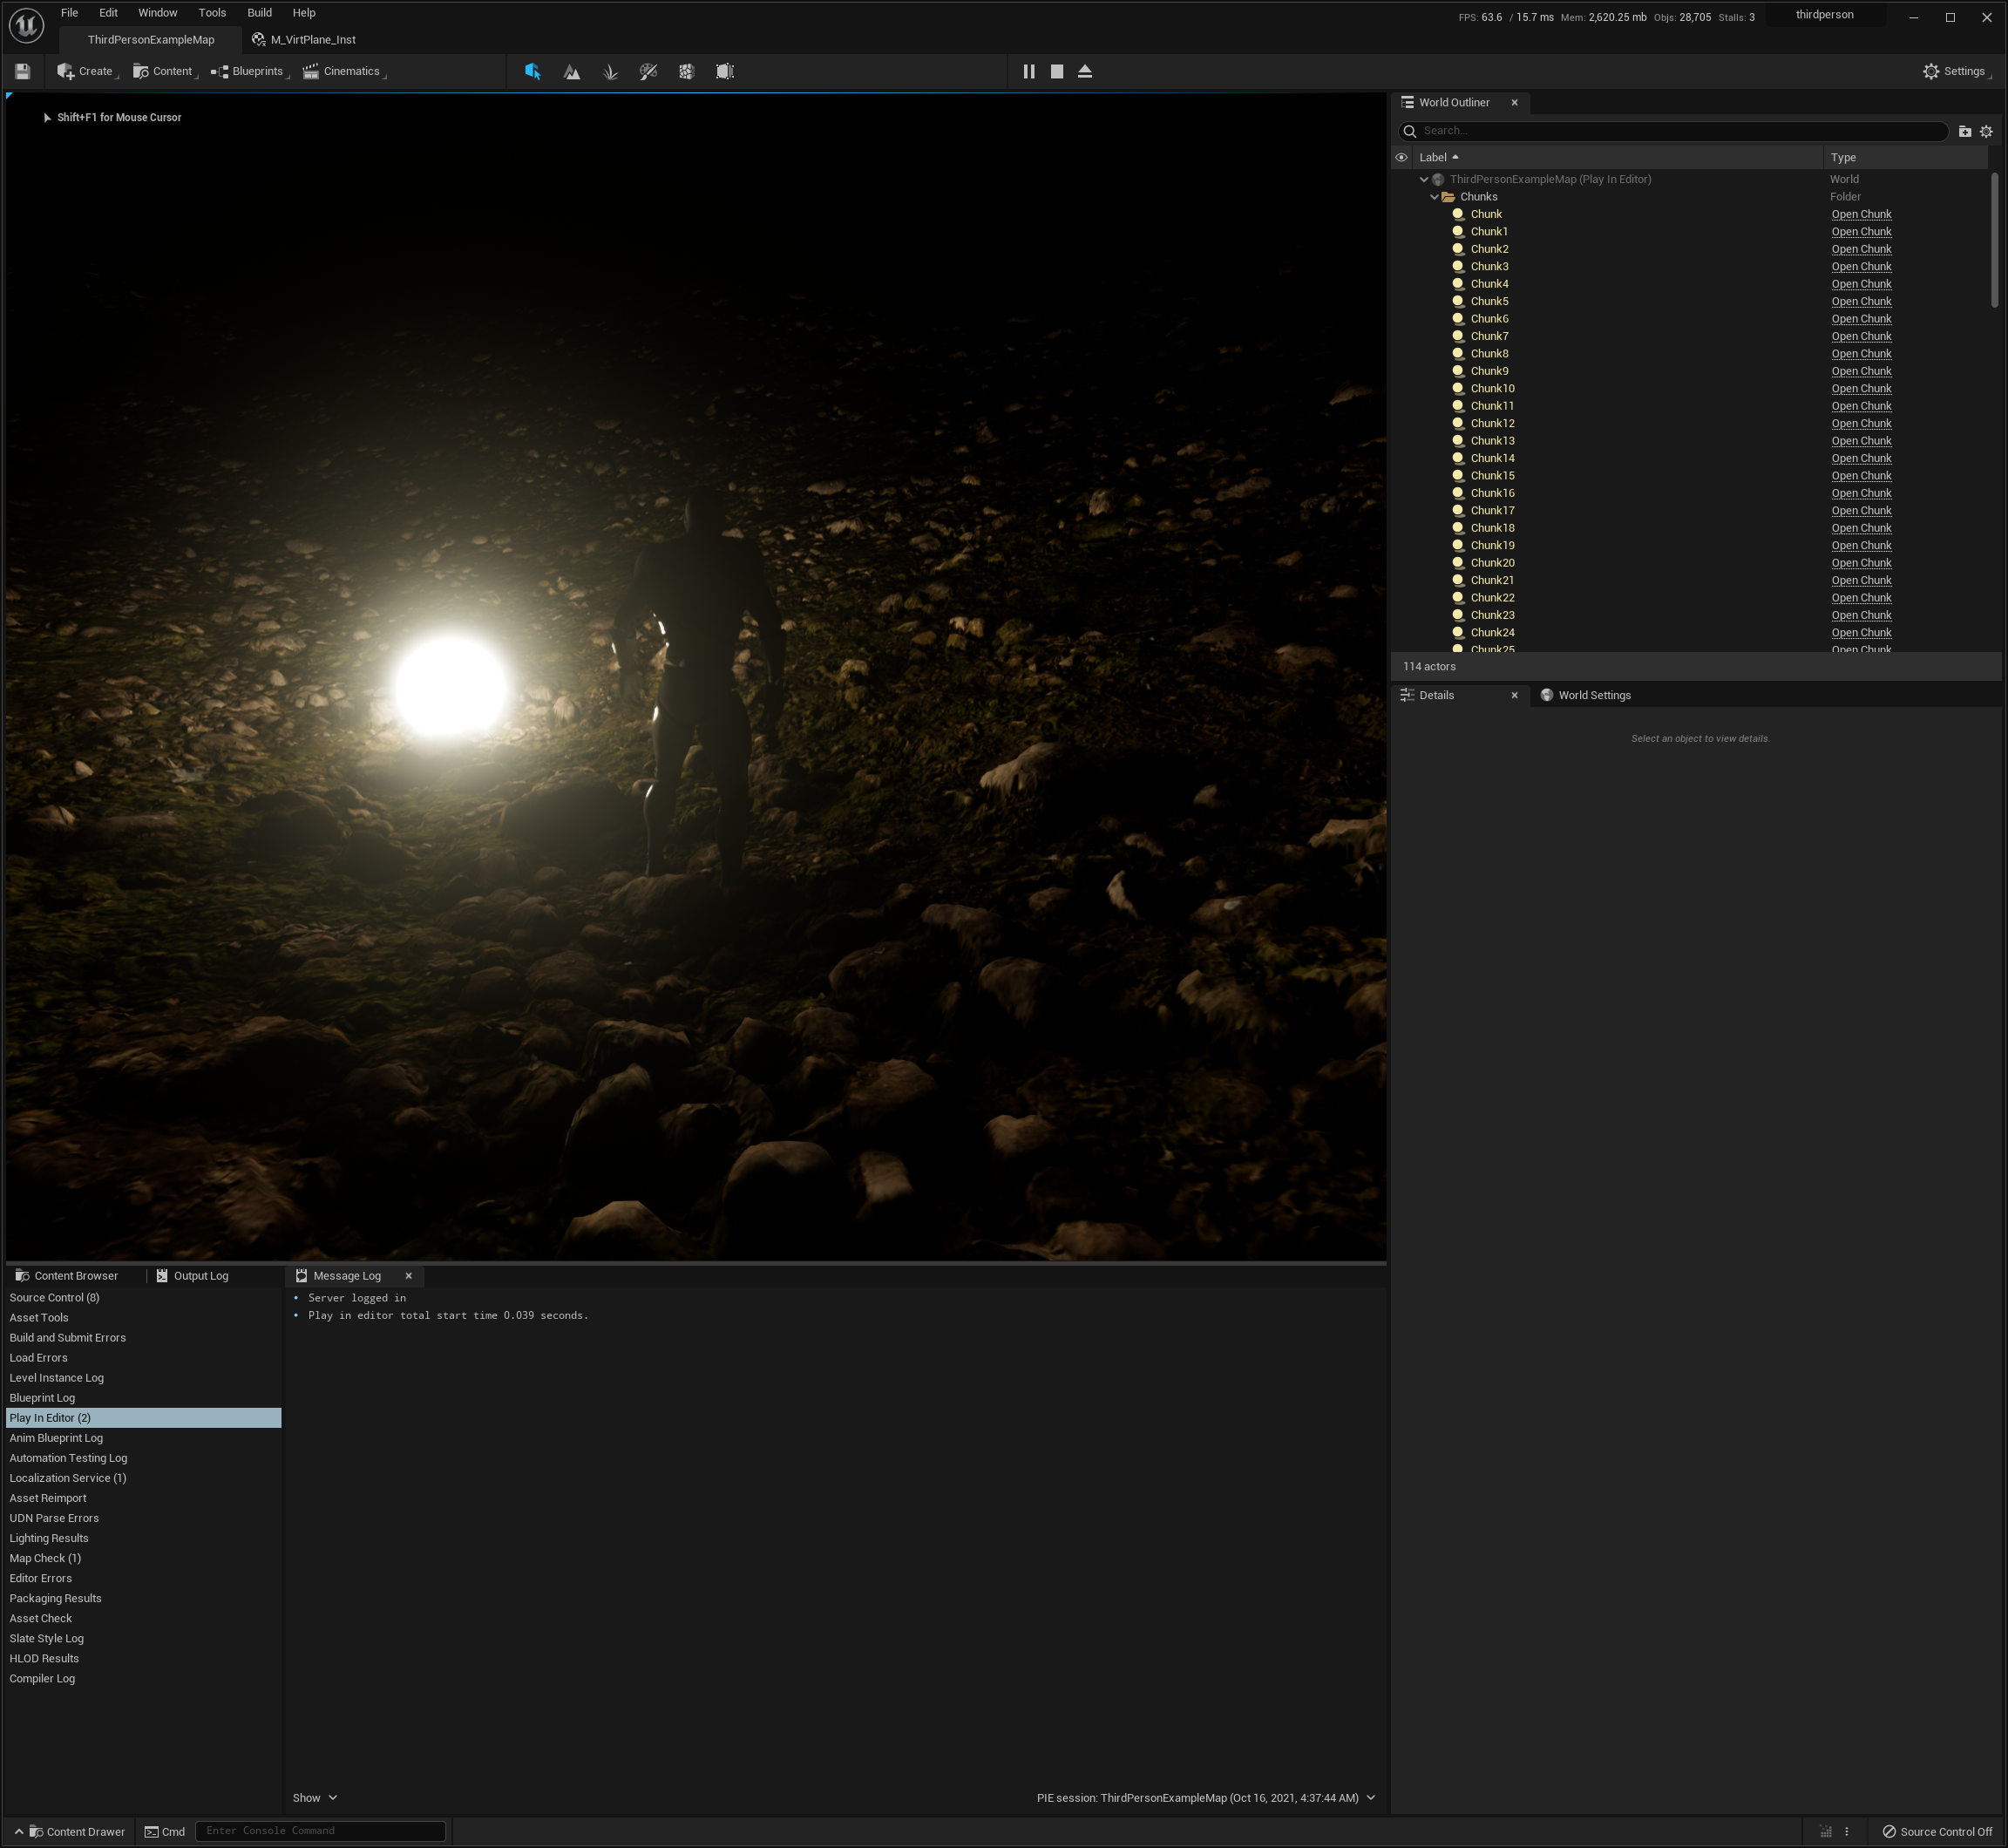 File Edit Window Tools Build Help
FPS: 63.6 / 15.7 ms Mem: 2,620.25 mb Objs: 28,705 Stalls: 3
thirdperson
ThirdPersonExampleMap
M_VirtPlane_Inst
Create
Content
Blueprints
Cinematics
Settings
Shift+F1 for Mouse Cursor
World Outliner
Search...
Label Type
ThirdPersonExampleMap (Play In Editor) World
Chunks Folder
Chunk Open Chunk
Chunk1 Open Chunk
Chunk2 Open Chunk
Chunk3 Open Chunk
Chunk4 Open Chunk
Chunk5 Open Chunk
Chunk6 Open Chunk
Chunk7 Open Chunk
Chunk8 Open Chunk
Chunk9 Open Chunk
Chunk10 Open Chunk
Chunk11 Open Chunk
Chunk12 Open Chunk
Chunk13 Open Chunk
Chunk14 Open Chunk
Chunk15 Open Chunk
Chunk16 Open Chunk
Chunk17 Open Chunk
Chunk18 Open Chunk
Chunk19 Open Chunk
Chunk20 Open Chunk
Chunk21 Open Chunk
Chunk22 Open Chunk
Chunk23 Open Chunk
Chunk24 Open Chunk
Chunk25 Open Chunk
114 actors
Details
World Settings
Select an object to view details.
Content Browser
Output Log
Message Log
Source Control (8)
Asset Tools
Build and Submit Errors
Load Errors
Level Instance Log
Blueprint Log
Play In Editor (2)
Anim Blueprint Log
Automation Testing Log
Localization Service (1)
Asset Reimport
UDN Parse Errors
Lighting Results
Map Check (1)
Editor Errors
Packaging Results
Asset Check
Slate Style Log
HLOD Results
Compiler Log
• Server logged in
• Play in editor total start time 0.039 seconds.
Show
PIE session: ThirdPersonExampleMap (Oct 16, 2021, 4:37:44 AM)
Content Drawer
Cmd
Enter Console Command
Source Control Off